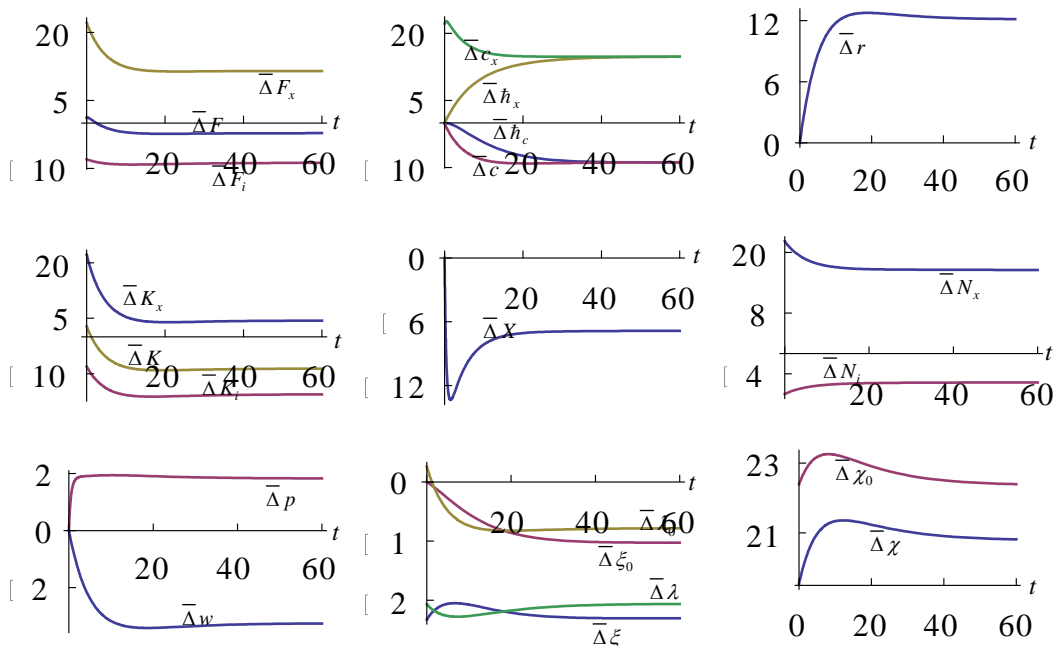 20
Δ̅ F_x
5
t
Δ̅ F
20 40 60
[ 10
Δ̅ F_i
20
Δ̅ c_x
Δ̅ ħ_x
5
t
Δ̅ ħ_c
20 40 60
[ 10
Δ̅ c
12
Δ̅ r
6
0
t
0 20 40 60
20
Δ̅ K_x
5
t
Δ̅ K
20 40 60
[ 10
Δ̅ K_i
0
t
20 40 60
[ 6
Δ̅ X
[ 12
20
Δ̅ N_x
8
t
[ 4
Δ̅ N_i
20 40 60
2
Δ̅ p
0
t
20 40 60
[ 2
Δ̅ w
0
t
20 40 60
[ 1
Δ̅ ξ_0
Δ̅ λ
[ 2
Δ̅ ξ
23
Δ̅ χ_0
21
Δ̅ χ
t
0 20 40 60